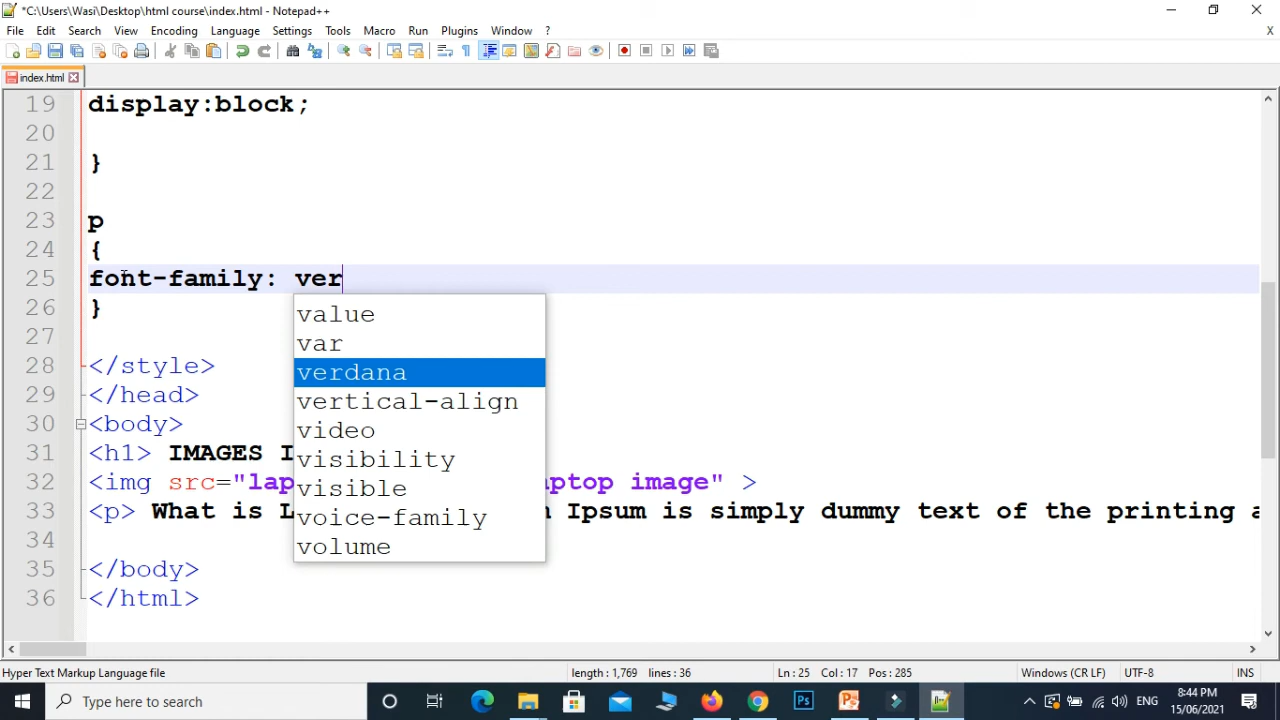 *C:\Users\Wasi\Desktop\html course\index.html - Notepad++
File Edit Search View Encoding Language Settings Tools Macro Run Plugins Window ? X
index.html
19 display:block;
20
21 }
22
23 p
24 {
25 font-family: ver
26 }
27
28 </style>
29 </head>
30 <body>
31 <h1> IMAGES I
32 <img src="lap ptop image" >
33 <p> What is L Ipsum is simply dummy text of the printing a
34
35 </body>
36 </html>
value
var
verdana
vertical-align
video
visibility
visible
voice-family
volume
Hyper Text Markup Language file length : 1,769 lines : 36 Ln : 25 Col : 17 Pos : 285 Windows (CR LF) UTF-8 INS
Type here to search ENG 8:44 PM
15/06/2021